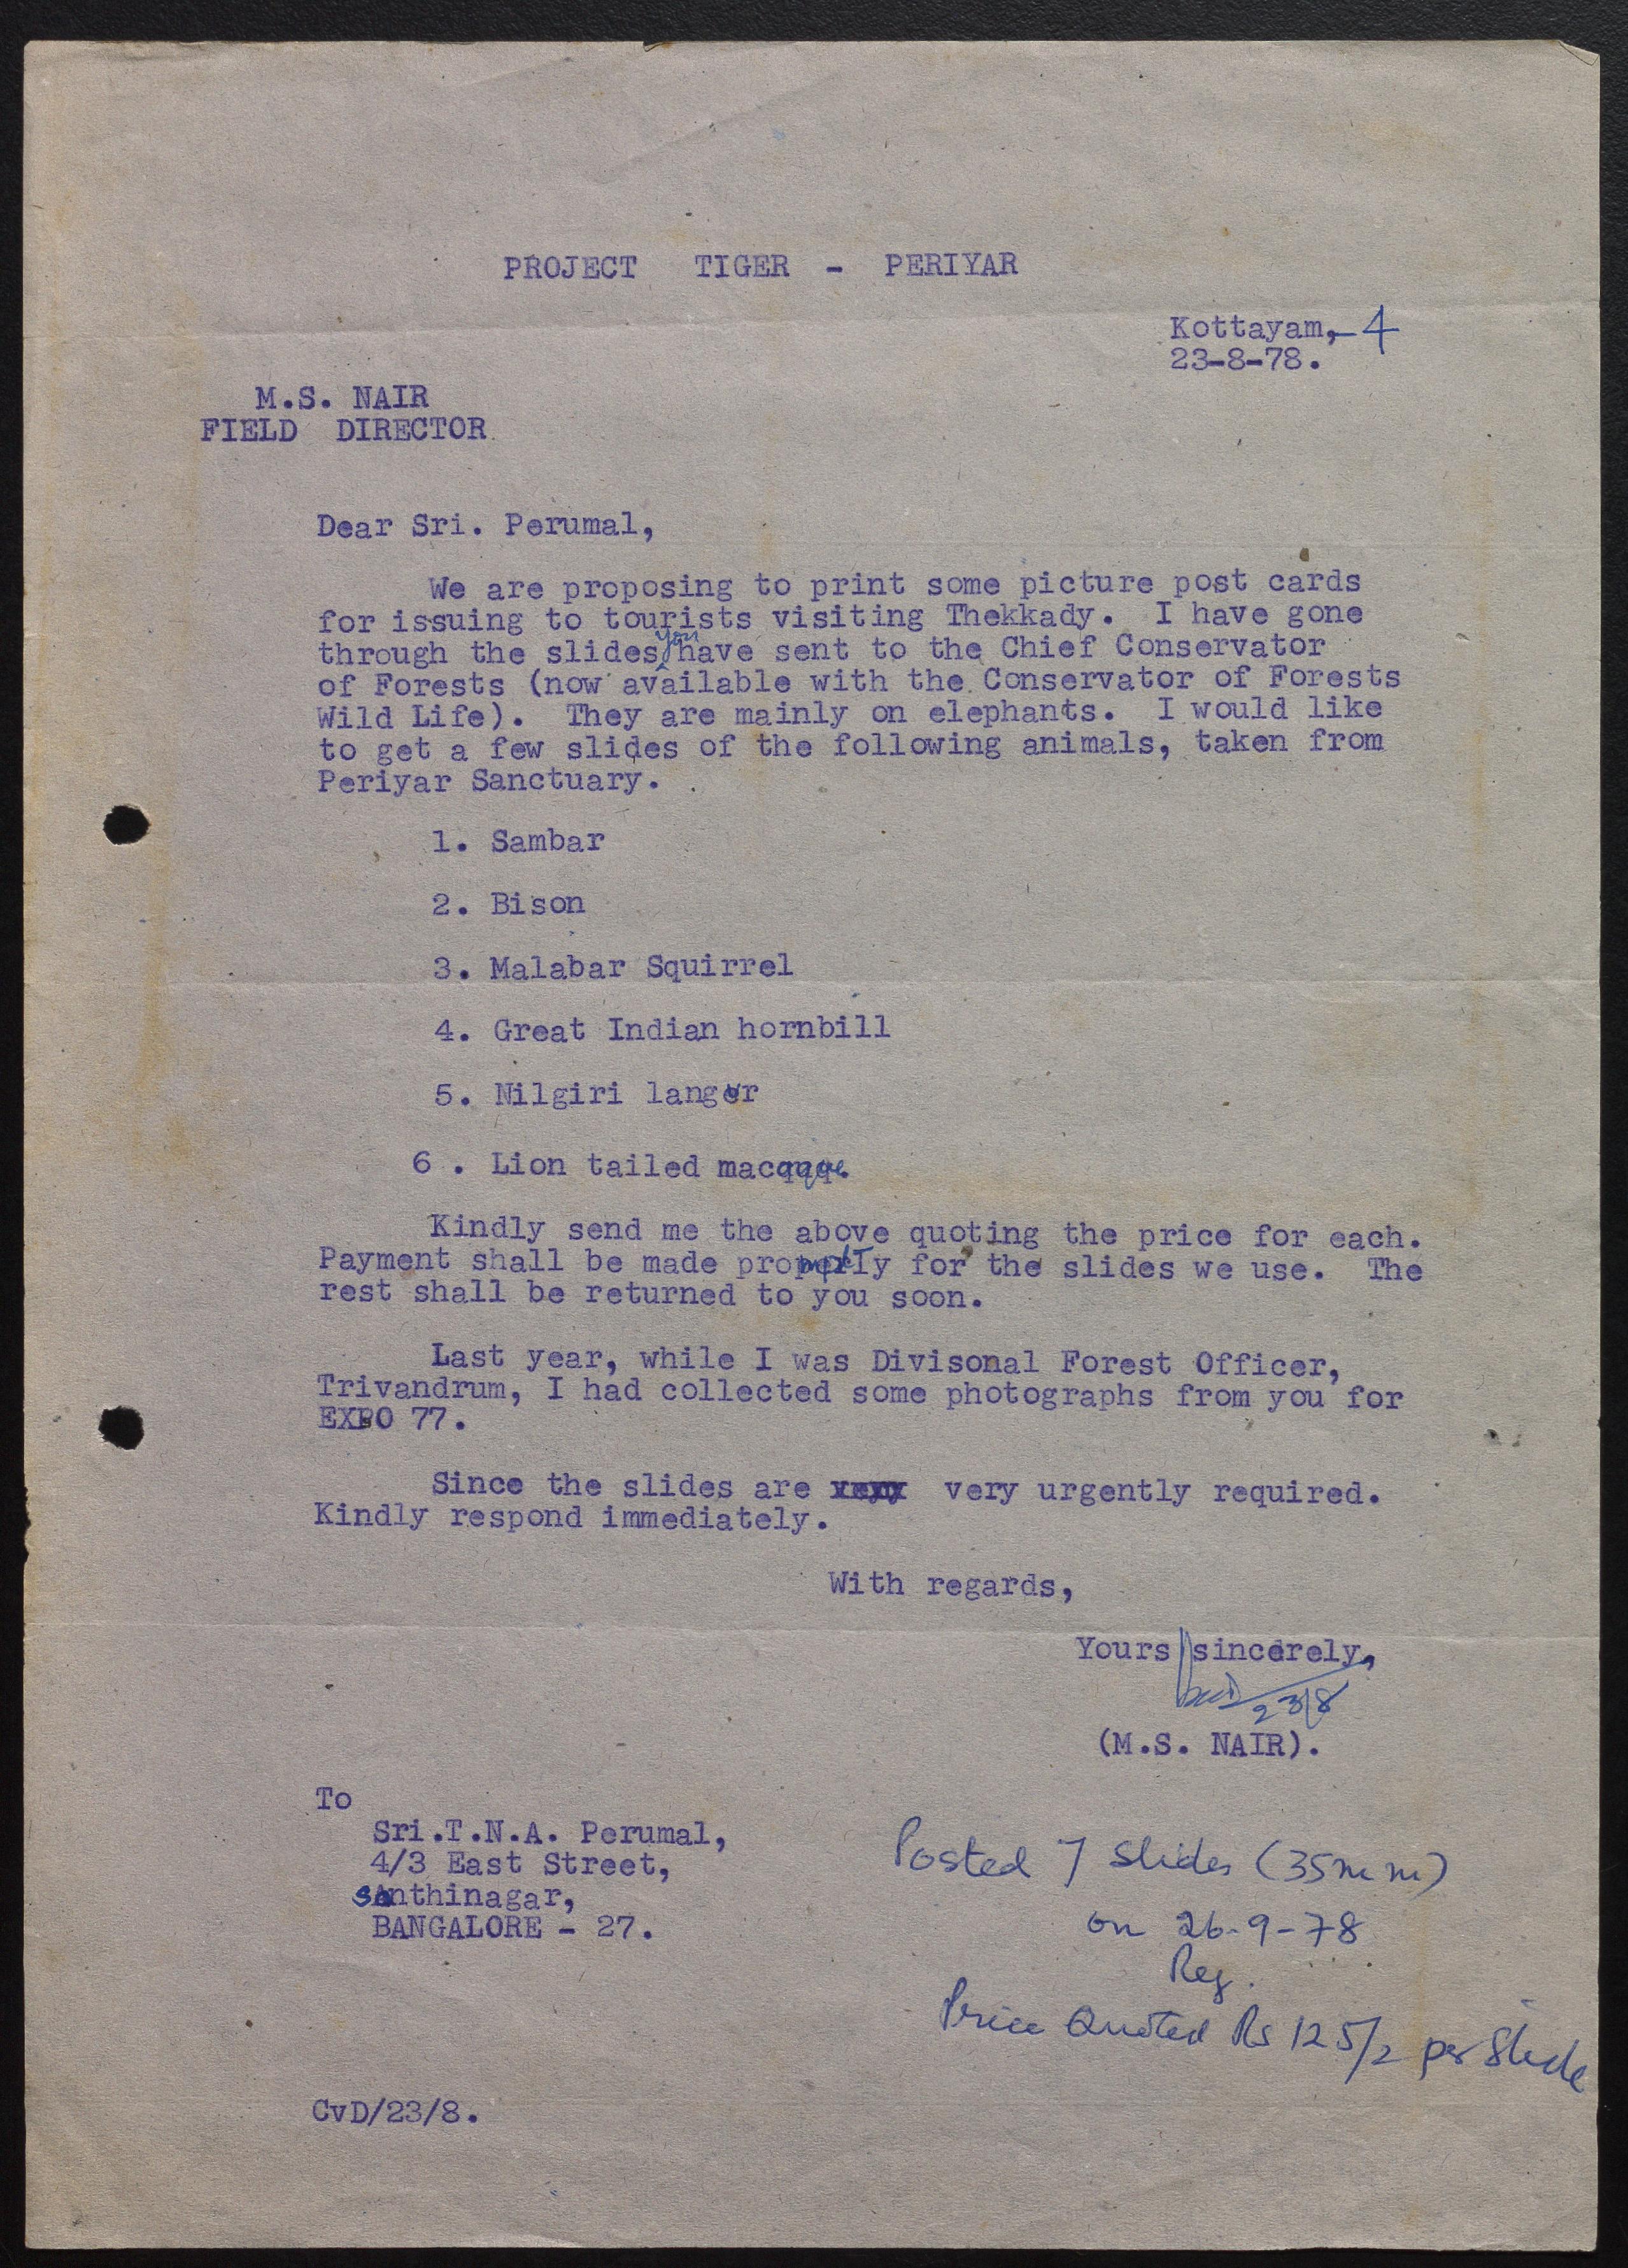 PROJECT TIGER - PERIYAR
Kottayam,-4
23-8-78.
M.S. NAIR
FIELD DIRECTOR
Dear Sri. Perumal,
We are proposing to print some picture post cards
for issuing to tourists visiting Thekkady. I have gone
through the slides you have sent to the Chief Conservator
of Forests (now available with the Conservator of Forests
Wild Life). They are mainly on elephants. I would like
to get a few slides of the following animals, taken from
Periyar Sanctuary.
1. Sambar
2. Bison
3. Malabar Squirrel
4. Great Indian hornbill
5. Nilgiri langur
6 . Lion tailed macaque.
Kindly send me the above quoting the price for each.
Payment shall be made promptly for the slides we use. The
rest shall be returned to you soon.
Last year, while I was Divisonal Forest Officer,
Trivandrum, I had collected some photographs from you for
EXPO 77.
Since the slides are very urgently required.
Kindly respond immediately.
With regards,
Yours sincerely,
23/8
(M.S. NAIR).
To
Sri.T.N.A. Perumal,
4/3 East Street,
Santhinagar,
BANGALORE - 27.
Posted 7 slides (35mm)
on 26-9-78
Reg.
Price Quoted Rs 125/2 per Slide
CvD/23/8.